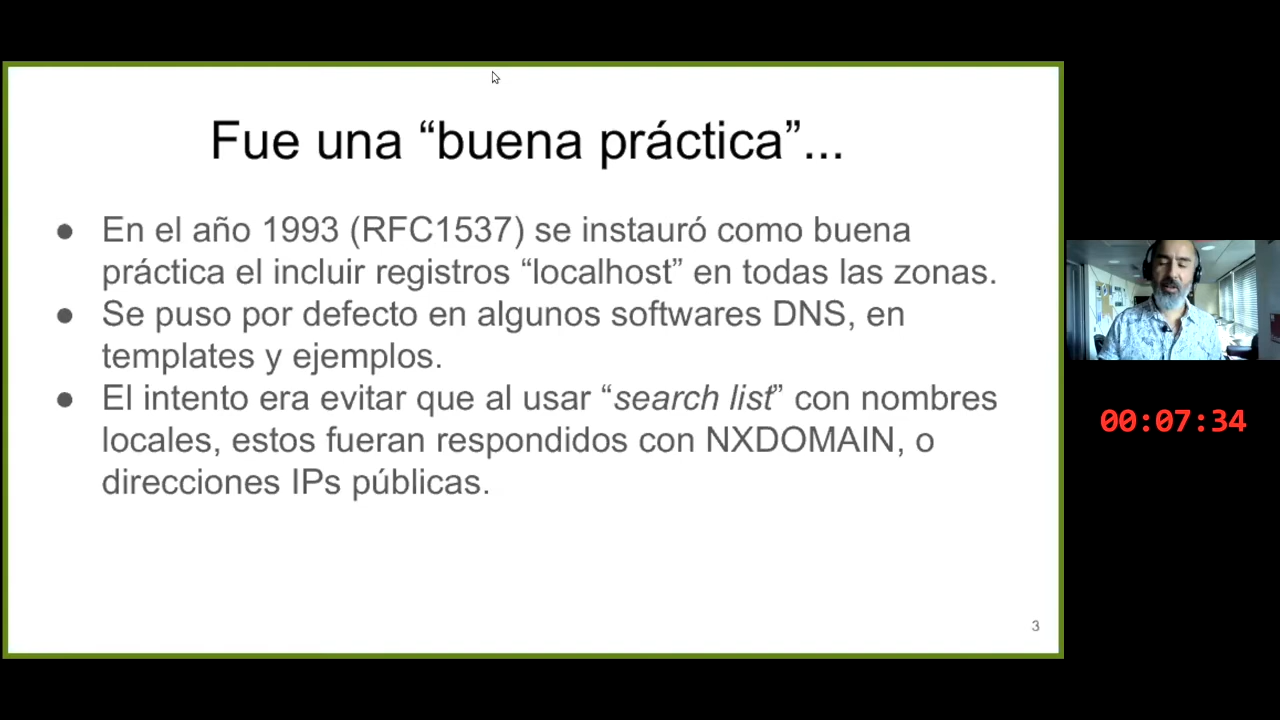 Fue una “buena práctica”...
● En el año 1993 (RFC1537) se instauró como buena
práctica el incluir registros “localhost” en todas las zonas.
● Se puso por defecto en algunos softwares DNS, en
templates y ejemplos.
● El intento era evitar que al usar “search list” con nombres
locales, estos fueran respondidos con NXDOMAIN, o
direcciones IPs públicas.
3
00:07:34